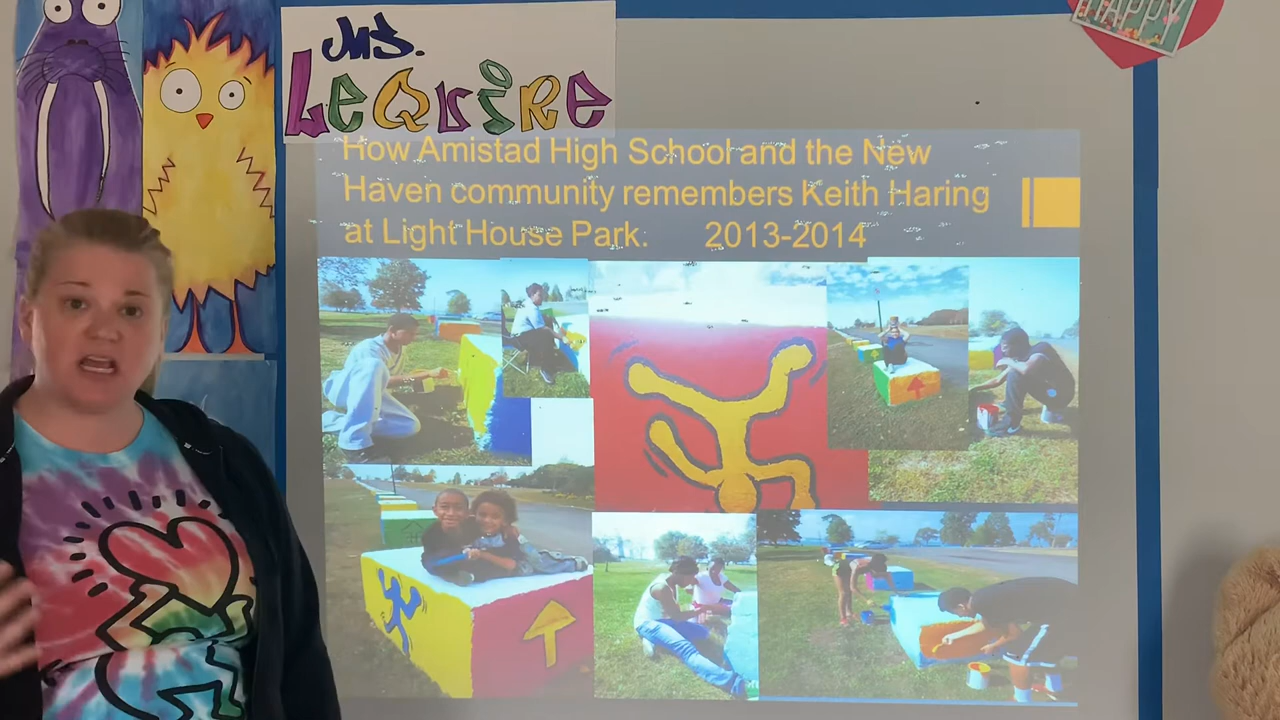 Ms.
LeQuire
HAPPY
How Amistad High School and the New
Haven community remembers Keith Haring
at Light House Park. 2013-2014